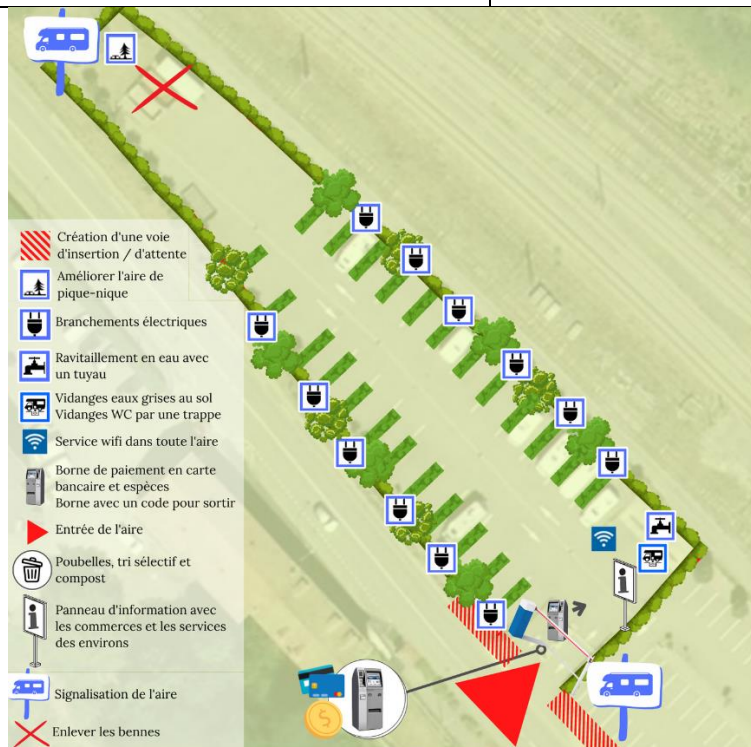 Création d'une voie
d'insertion / d'attente
Améliorer l'aire de
pique-nique
Branchements électriques
Ravitaillement en eau avec
un tuyau
Vidanges eaux grises au sol
Vidanges WC par une trappe
Service wifi dans toute l'aire
Borne de paiement en carte
bancaire et espèces
Borne avec un code pour sortir
Entrée de l'aire
Poubelles, tri sélectif et
compost
Panneau d'information avec
les commerces et les services
des environs
Signalisation de l'aire
Enlever les bennes